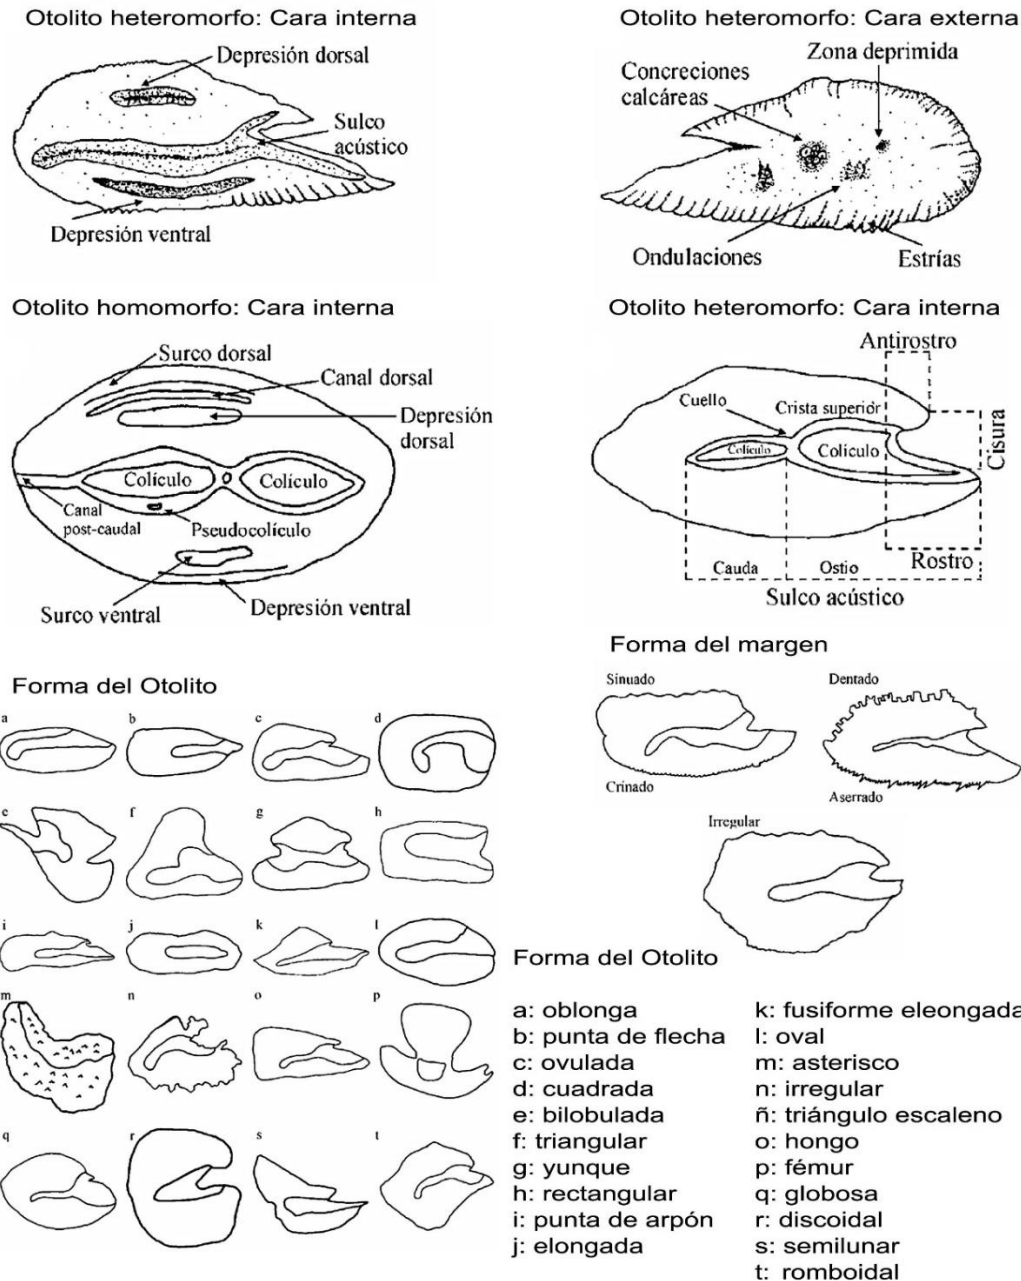 Otolito heteromorfo: Cara interna
Depresión dorsal
Sulco
acústico
Depresión ventral
Otolito heteromorfo: Cara externa
Zona deprimida
Concreciones
calcáreas
Ondulaciones
Estrías
Otolito homomorfo: Cara interna
Surco dorsal
Canal dorsal
Depresión
dorsal
Colículo
Colículo
Canal
post-caudal
Pseudocolículo
Surco ventral
Depresión ventral
Otolito heteromorfo: Cara interna
Antirostro
Cuello
Crista superior
Cisura
Colículo
Colículo
Cauda
Ostio
Rostro
Sulco acústico
Forma del margen
Sinuado
Dentado
Crinado
Aserrado
Irregular
Forma del Otolito
a
b
c
d
e
f
g
h
i
j
k
l
m
n
o
p
q
r
s
t
Forma del Otolito
a: oblonga
b: punta de flecha
c: ovulada
d: cuadrada
e: bilobulada
f: triangular
g: yunque
h: rectangular
i: punta de arpón
j: elongada
k: fusiforme eleongada
l: oval
m: asterisco
n: irregular
ñ: triángulo escaleno
o: hongo
p: fémur
q: globosa
r: discoidal
s: semilunar
t: romboidal